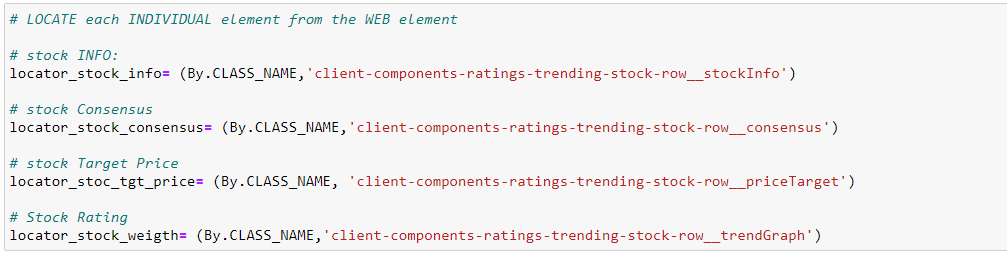 # LOCATE each INDIVIDUAL element from the WEB element
# stock INFO:
locator_stock_info= (By.CLASS_NAME,'client-components-ratings-trending-stock-row__stockInfo')
# stock Consensus
locator_stock_consensus= (By.CLASS_NAME,'client-components-ratings-trending-stock-row__consensus')
# stock Target Price
locator_stoc_tgt_price= (By.CLASS_NAME, 'client-components-ratings-trending-stock-row__priceTarget')
# Stock Rating
locator_stock_weigth= (By.CLASS_NAME,'client-components-ratings-trending-stock-row__trendGraph')